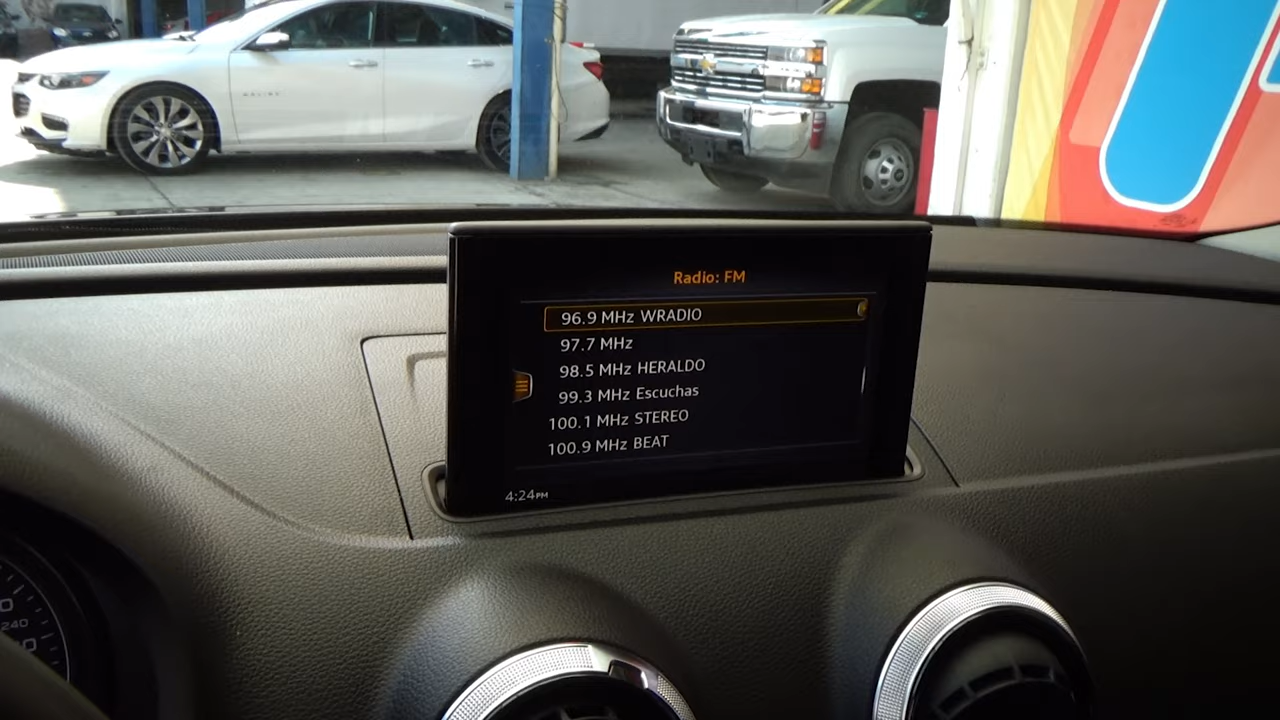 Radio: FM
96.9 MHz WRADIO
97.7 MHz
98.5 MHz HERALDO
99.3 MHz Escuchas
100.1 MHz STEREO
100.9 MHz BEAT
4:24PM
240